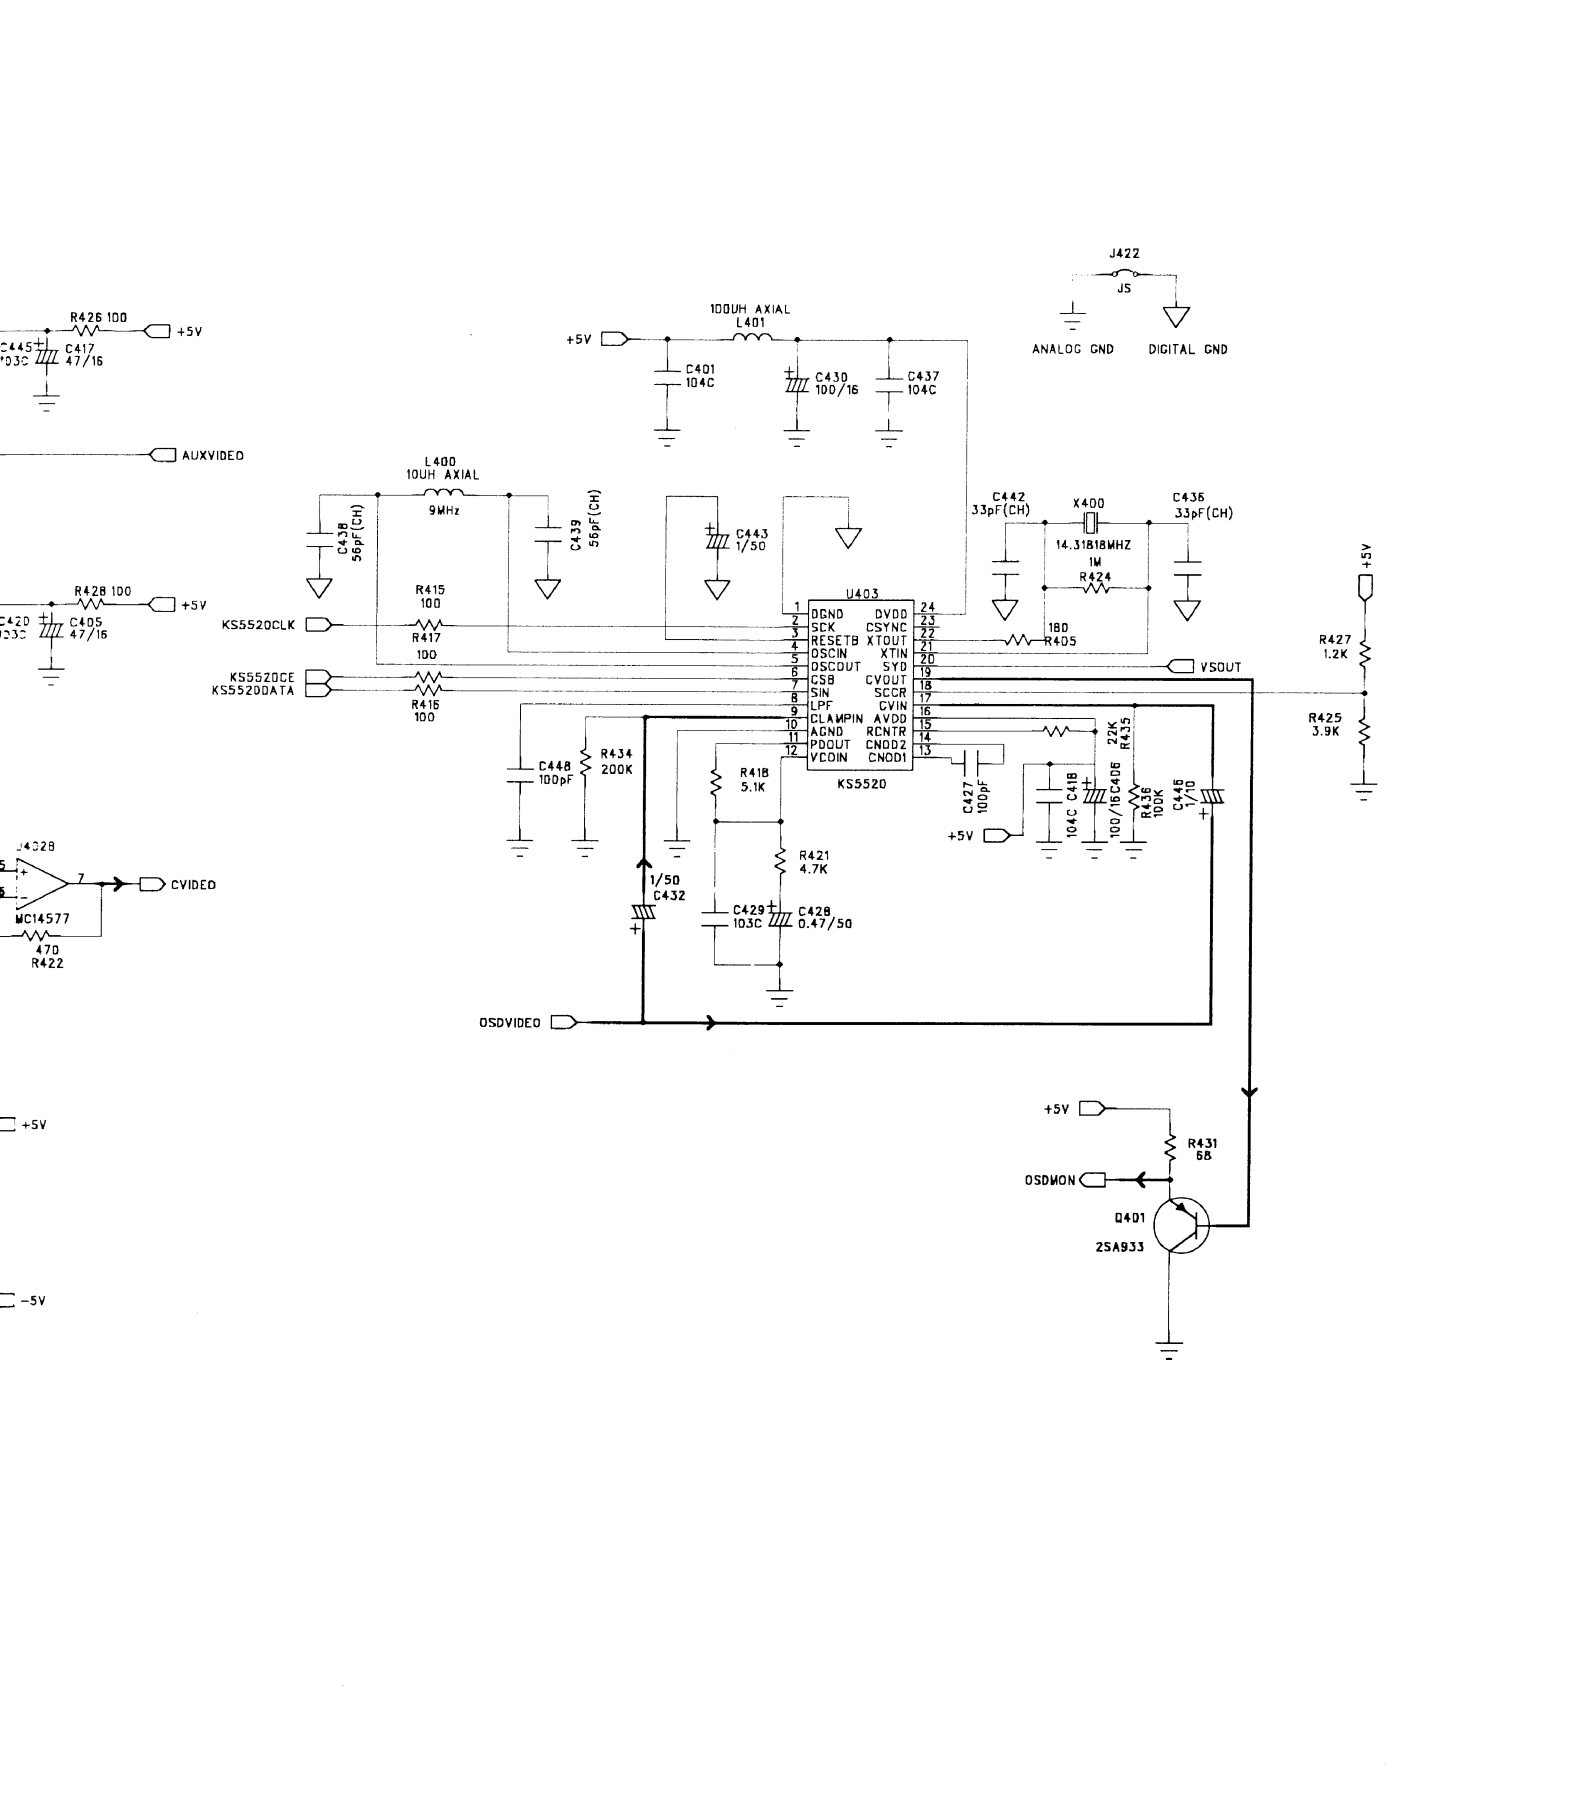 J422
JS
ANALOG GND
DIGITAL GND
R426 100
+5V
C445
C417
47/16
100UH AXIAL
L401
+5V
C401
104C
C430
100/16
C437
104C
AUXVIDEO
L400
10UH AXIAL
9MHz
C438
56pF(CH)
C439
56pF(CH)
C443
1/50
C442
33pF(CH)
X400
14.31818MHZ
1M
R424
C436
33pF(CH)
+5V
R428 100
+5V
C420
C405
47/16
R415
100
KS5520CLK
R417
100
KS5520CE
KS5520DATA
R416
100
U403
1 DGND DVDD 24
2 SCK CSYNC 23
3 RESETB XTOUT 22
4 OSCIN XTIN 21
5 OSCOUT SYD 20
6 CSB CVOUT 19
7 SIN SCCR 18
8 LPF CVIN 17
9 CLAMPIN AVDD 16
10 AGND RCNTR 15
11 PDOUT CNOD2 14
12 VCOIN CNOD1 13
KS5520
180
R405
VSOUT
R427
1.2K
R425
3.9K
C448
100pF
R434
200K
R418
5.1K
C427
100pF
22K
R435
+5V
104C C418
100/16 C406
R436
100K
C446
1/10
+
R421
4.7K
1/50
C432
+
C429
103C
C428
0.47/50
5
+
6
-
7
CVIDEO
MC14577
470
R422
OSDVIDEO
+5V
+5V
R431
68
OSDMON
Q401
2SA933
-5V